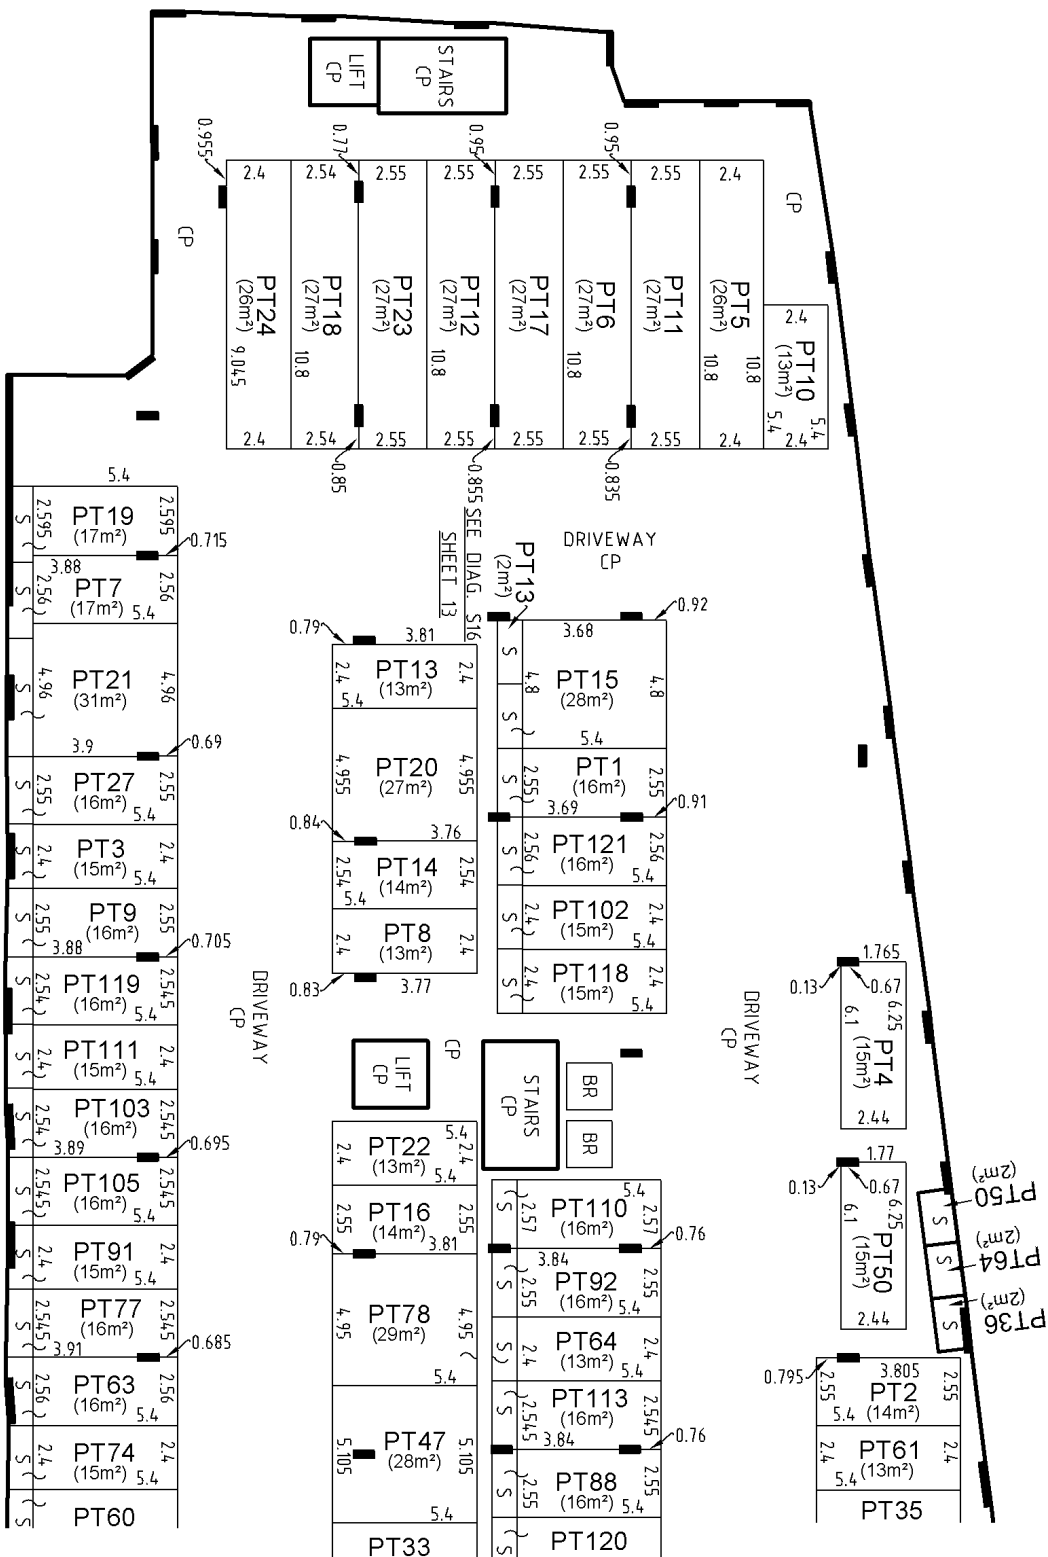 STAIRS
CP
LIFT
CP
0.955
0.77
0.95
0.95
CP
CP
2.4
2.54
2.55
2.55
2.55
2.55
2.55
2.4
PT24
(26m²)
9.045
PT18
(27m²)
10.8
PT23
(27m²)
PT12
(27m²)
10.8
PT17
(27m²)
PT6
(27m²)
10.8
PT11
(27m²)
PT5
(26m²)
10.8
10.8
2.4
PT10
(13m²)
5.4
5.4
2.4
2.54
2.55
2.55
2.55
2.55
2.55
2.4
2.4
0.85
0.855
0.835
SEE DIAG. S16
SHEET 13
DRIVEWAY
CP
5.4
S
2.595
PT19
(17m²)
2.595
0.715
3.88
S
2.56
PT7
(17m²)
5.4
2.56
S
4.96
PT21
(31m²)
4.96
3.9
0.69
S
2.55
PT27
(16m²)
5.4
2.55
S
2.4
PT3
(15m²)
5.4
2.4
S
2.55
PT9
(16m²)
2.55
3.88
0.705
S
2.54
PT119
(16m²)
5.4
2.545
S
2.4
PT111
(15m²)
5.4
2.4
S
2.54
PT103
(16m²)
2.545
3.89
0.695
S
2.545
PT105
(16m²)
5.4
2.545
S
2.4
PT91
(15m²)
5.4
2.4
S
2.545
PT77
(16m²)
2.545
3.91
0.685
S
2.56
PT63
(16m²)
5.4
2.56
S
2.4
PT74
(15m²)
5.4
2.4
S
PT60
DRIVEWAY
CP
0.79
3.81
2.4
PT13
(13m²)
2.4
5.4
4.955
PT20
(27m²)
4.955
0.84
3.76
2.54
PT14
(14m²)
2.54
5.4
2.4
PT8
(13m²)
2.4
0.83
3.77
PT13
(2m²)
0.92
3.68
S
S
4.8
PT15
(28m²)
4.8
5.4
S
2.55
PT1
(16m²)
2.55
3.69
0.91
S
2.56
PT121
(16m²)
5.4
2.56
S
2.4
PT102
(15m²)
5.4
2.4
S
2.4
PT118
(15m²)
5.4
2.4
LIFT
CP
CP
STAIRS
CP
BR
BR
DRIVEWAY
CP
5.4
2.4
PT22
(13m²)
2.4
5.4
2.55
PT16
(14m²)
2.55
0.79
3.81
4.95
PT78
(29m²)
4.95
5.4
5.105
PT47
(28m²)
5.105
5.4
PT33
5.4
S
2.57
PT110
(16m²)
2.57
0.76
3.84
S
2.55
PT92
(16m²)
5.4
2.55
S
2.4
PT64
(13m²)
5.4
2.4
S
2.545
PT113
(16m²)
2.545
3.84
0.76
S
2.55
PT88
(16m²)
5.4
2.55
S
PT120
1.765
0.13
0.67
6.1
6.25
PT4
(15m²)
2.44
1.77
0.13
0.67
6.1
6.25
PT50
(15m²)
2.44
PT50
(2m²)
S
PT64
(2m²)
S
PT36
(2m²)
S
0.795
3.805
2.55
PT2
5.4 (14m²)
2.55
2.4
PT61
5.4 (13m²)
2.4
PT35